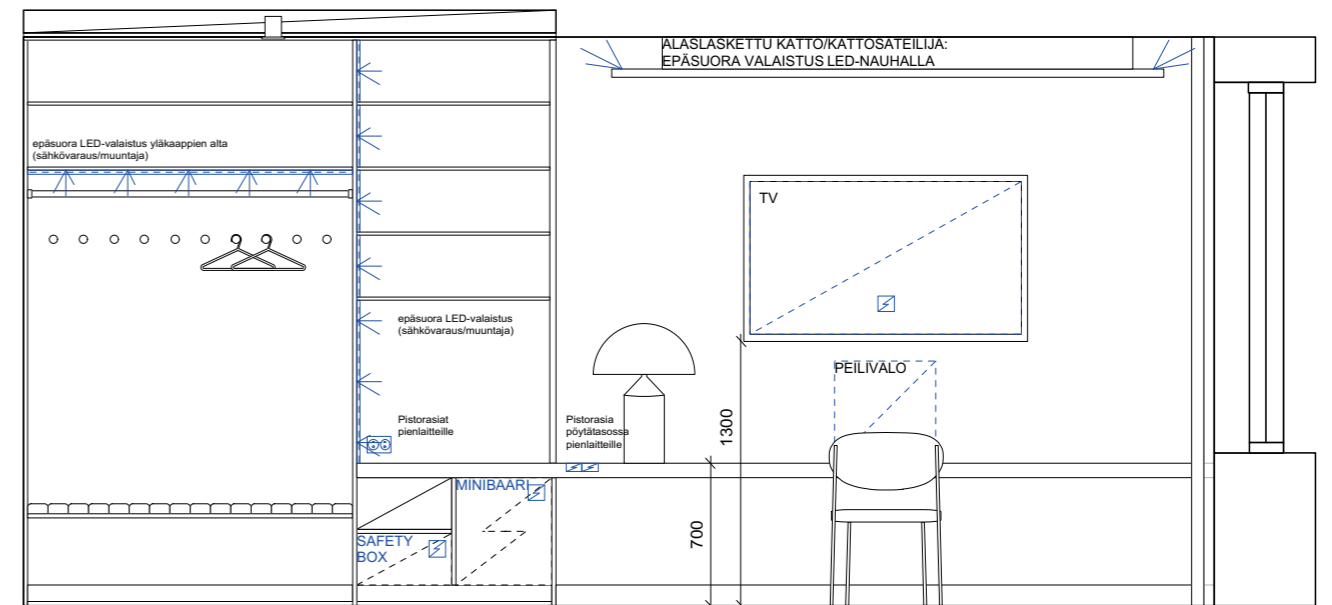 ALASLASKETTU KATTO/KATTOSATEILIJA:
EPÄSUORA VALAISTUS LED-NAUHALLA
epäsuora LED-valaistus yläkaappien alta
(sähkövaraus/muuntaja)
TV
epäsuora LED-valaistus
(sähkövaraus/muuntaja)
PEILIVALO
Pistorasiat
pienlaitteille
Pistorasia
pöytätasossa
pienlaitteille
1300
MINIBAARI
700
SAFETY
BOX